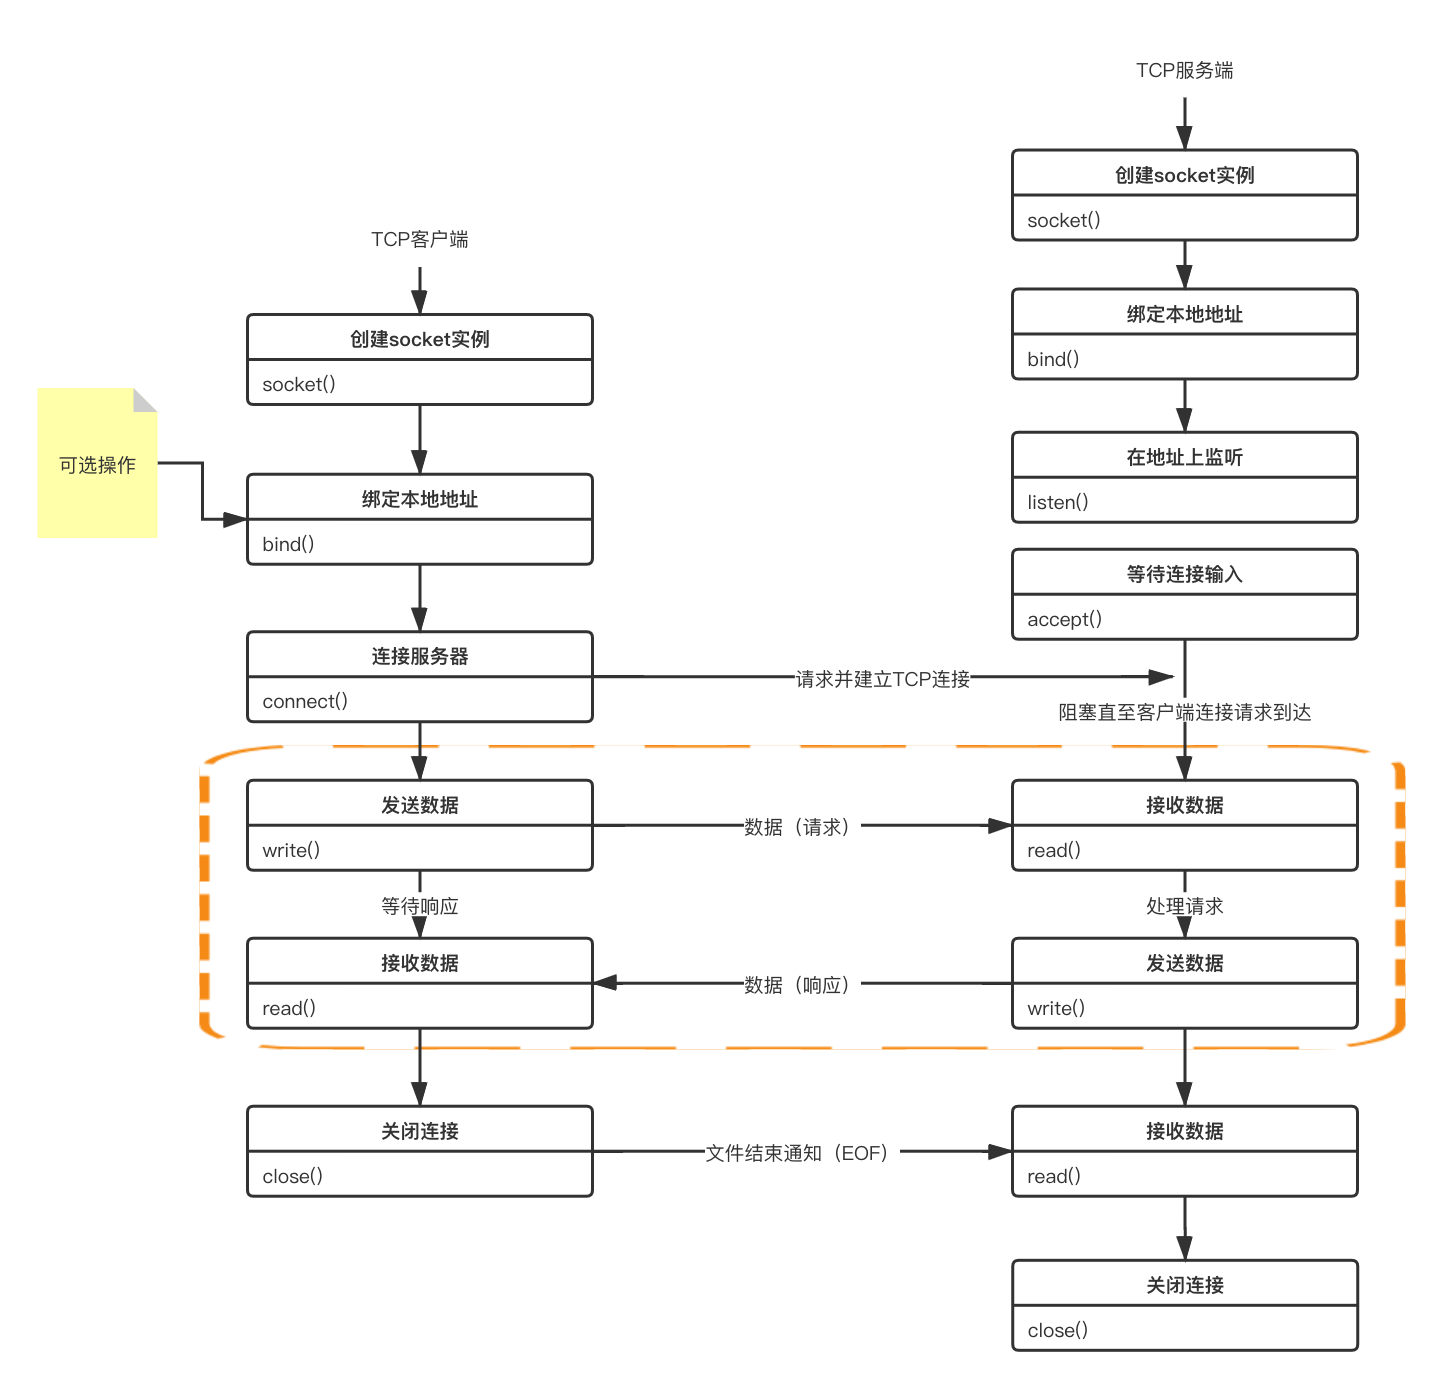 TCP服务端
创建socket实例
socket()
TCP客户端
绑定本地地址
创建socket实例
bind()
socket()
在地址上监听
可选操作
绑定本地地址
listen()
bind()
等待连接输入
accept()
连接服务器
请求并建立TCP连接
connect()
阻塞直至客户端连接请求到达
发送数据
接收数据
数据（请求）
write()
read()
等待响应
处理请求
接收数据
发送数据
数据（响应）
read()
write()
关闭连接
接收数据
文件结束通知（EOF）
close()
read()
关闭连接
close()